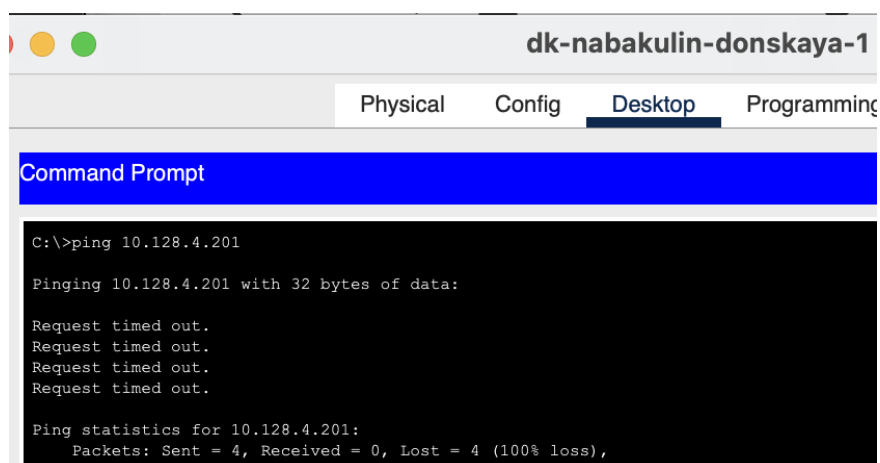 dk-nabakulin-donskaya-1
Physical Config Desktop Programming
Command Prompt
C:\>ping 10.128.4.201
Pinging 10.128.4.201 with 32 bytes of data:
Request timed out.
Request timed out.
Request timed out.
Request timed out.
Ping statistics for 10.128.4.201:
Packets: Sent = 4, Received = 0, Lost = 4 (100% loss),